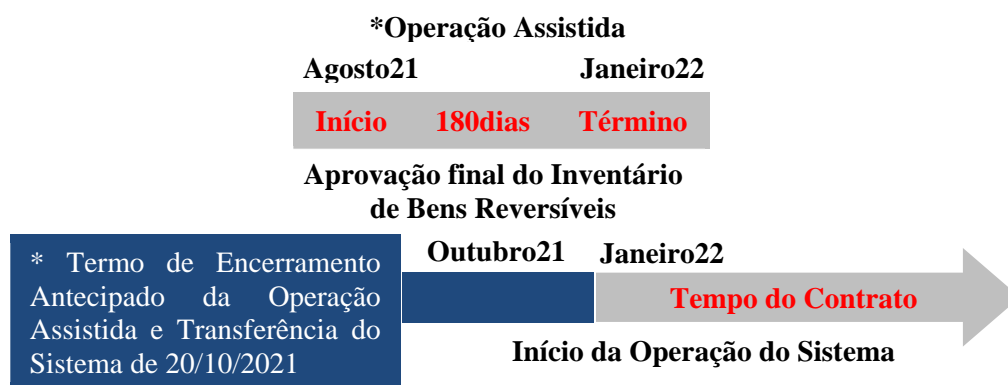 *Operação Assistida
Agosto21 Janeiro22
Início 180dias Término
Aprovação final do Inventário
de Bens Reversíveis
Outubro21 Janeiro22
* Termo de Encerramento
Antecipado da Operação
Assistida e Transferência do
Sistema de 20/10/2021
Tempo do Contrato
Início da Operação do Sistema